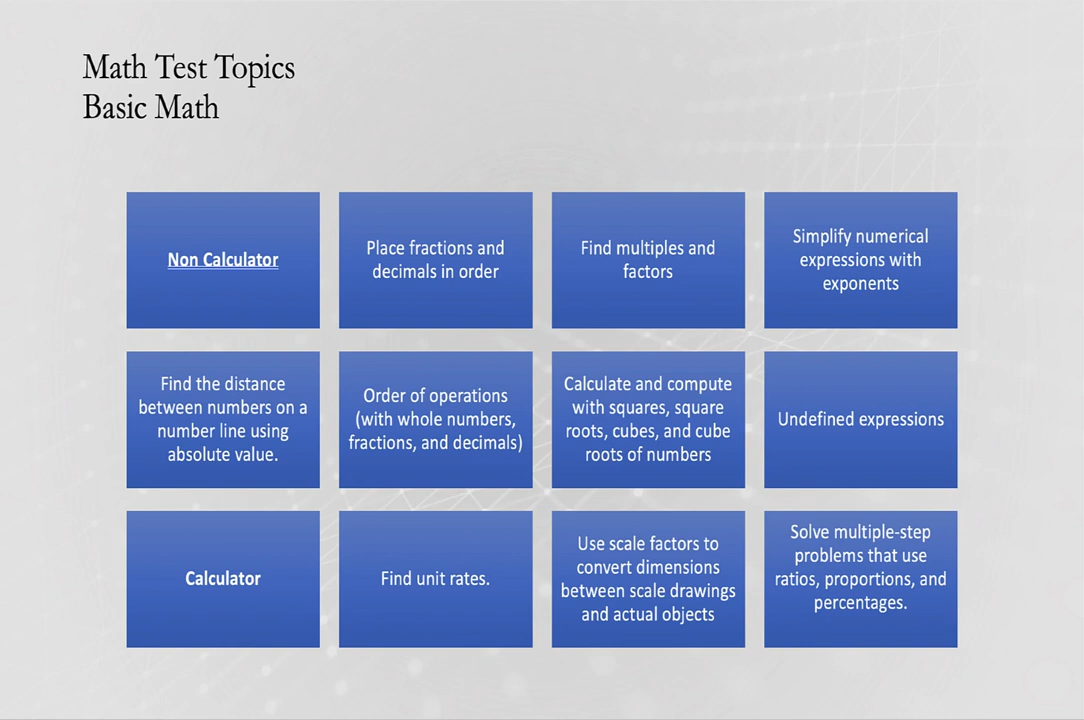 Math Test Topics
Basic Math
Non Calculator
Place fractions and
decimals in order
Find multiples and
factors
Simplify numerical
expressions with
exponents
Find the distance
between numbers on a
number line using
absolute value.
Order of operations
(with whole numbers,
fractions, and decimals)
Calculate and compute
with squares, square
roots, cubes, and cube
roots of numbers
Undefined expressions
Calculator
Find unit rates.
Use scale factors to
convert dimensions
between scale drawings
and actual objects
Solve multiple-step
problems that use
ratios, proportions, and
percentages.